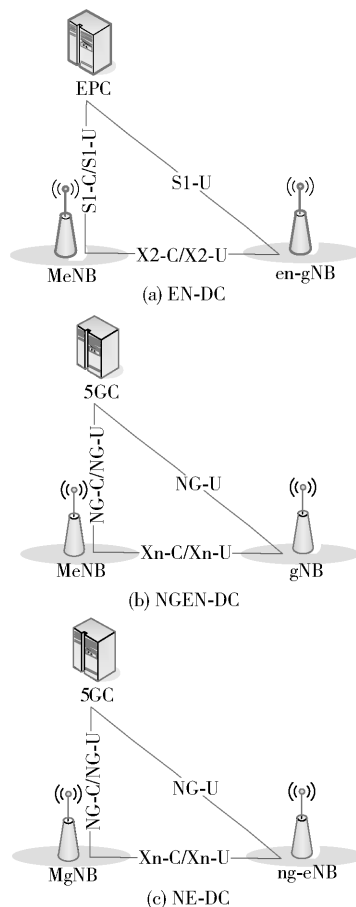 EPC
S1-C/S1-U
S1-U
MeNB
X2-C/X2-U
en-gNB
(a) EN-DC
5GC
NG-C/NG-U
NG-U
MeNB
Xn-C/Xn-U
gNB
(b) NGEN-DC
5GC
NG-C/NG-U
NG-U
MgNB
Xn-C/Xn-U
ng-eNB
(c) NE-DC